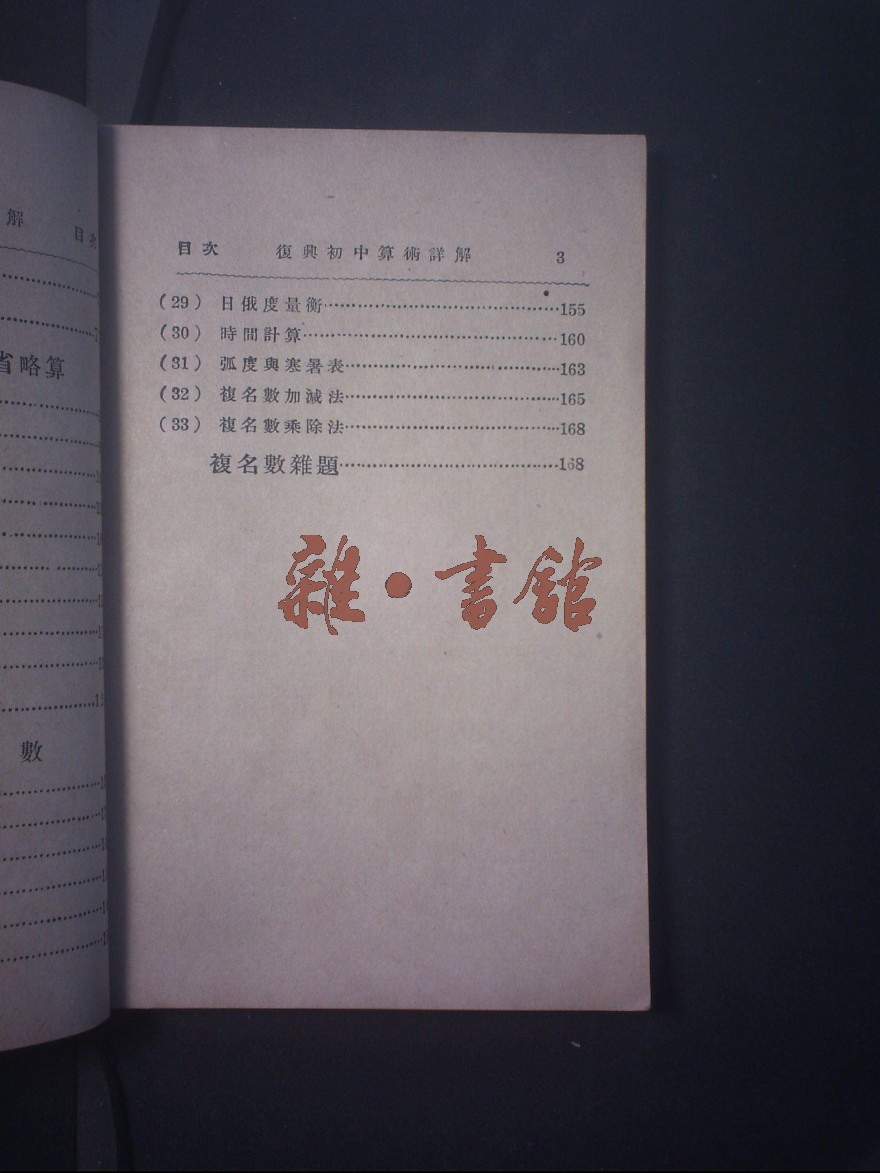 解 目次
省略算
數
目次 復興初中算術詳解 3
(29) 日俄度量衡……155
(30) 時間計算……160
(31) 弧度與寒暑表……163
(32) 複名數加減法……165
(33) 複名數乘除法……168
複名數雜題……168
雜·書館